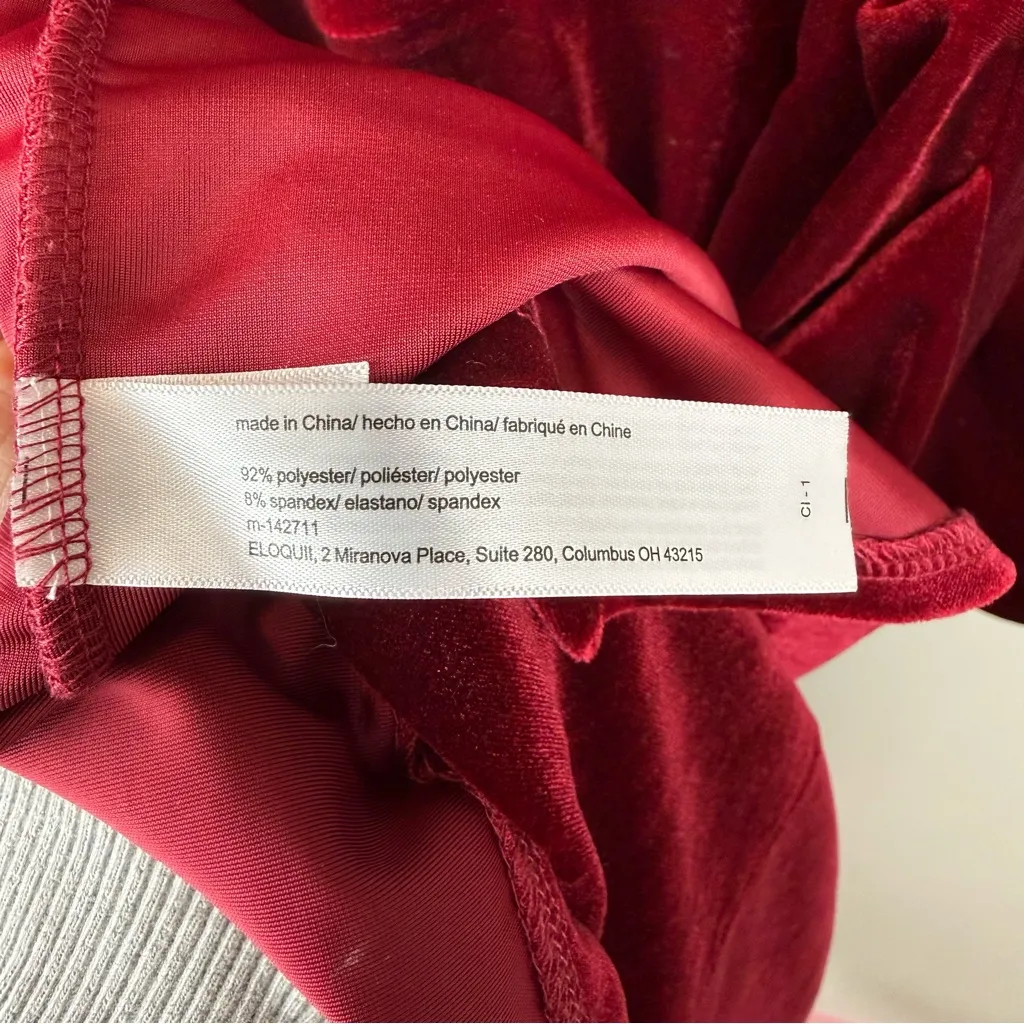 made in China/ hecho en China/ fabriqué en Chine
92% polyester/ poliéster/ polyester
8% spandex/ elastano/ spandex
m-142711
ELOQUII, 2 Miranova Place, Suite 280, Columbus OH 43215
CI - 1